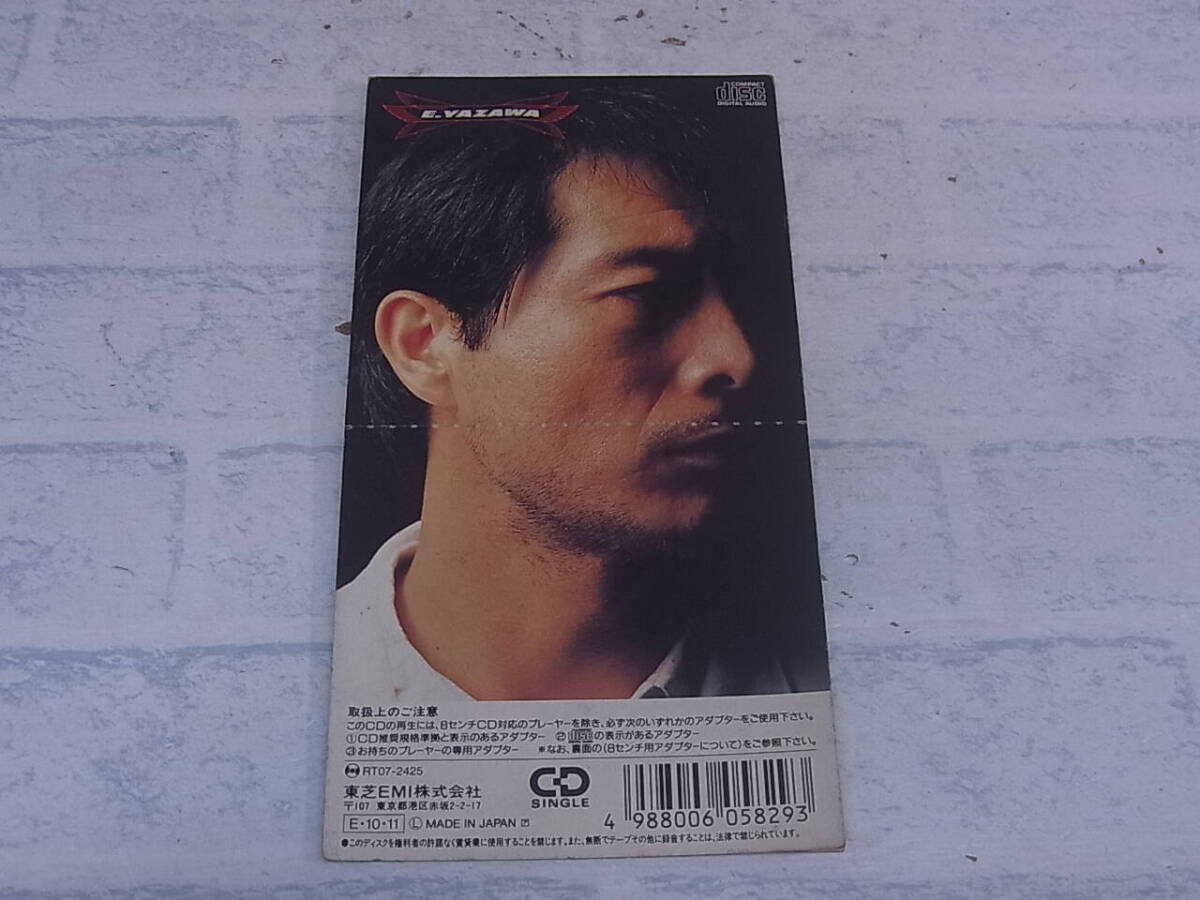 E.YAZAWA
COMPACT
disc
DIGITAL AUDIO
取扱上のご注意
このCDの再生には、8センチCD対応のプレーヤーを除き、必ず次のいずれかのアダプターをご使用下さい。
①CD推奨規格準拠と表示のあるアダプター ②discの表示があるアダプター
③お持ちのプレーヤーの専用アダプター ※なお、裏面の(8センチ用アダプターについて)をご参照下さい。
RT07-2425
東芝EMI株式会社
〒107 東京都港区赤坂2-2-17
E・10・11 Ⓛ MADE IN JAPAN Ⓟ
CD
SINGLE
4 988006 058293
●このディスクを権利者の許諾なく賃貸業に使用することを禁じます。また、無断でテープその他に録音することは、法律で禁じられています。